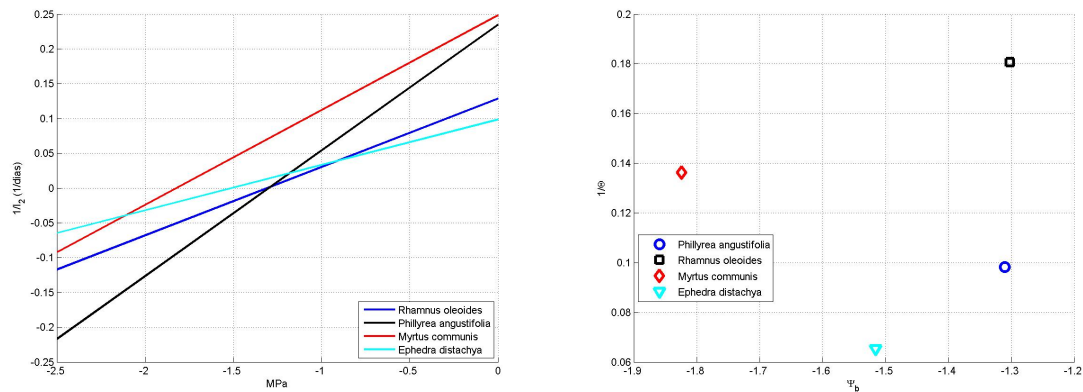 0.25
0.2
0.15
0.1
0.05
0
-0.05
-0.1
-0.15
-0.2
-0.25
1/I2 (1/dias)
-2.5
-2
-1.5
-1
-0.5
0
MPa
Rhamnus oleoides
Phillyrea angustifolia
Myrtus communis
Ephedra distachya
0.2
0.18
0.16
0.14
0.12
0.1
0.08
0.06
1/Θ
-1.9
-1.8
-1.7
-1.6
-1.5
-1.4
-1.3
-1.2
Ψb
Phillyrea angustifolia
Rhamnus oleoides
Myrtus communis
Ephedra distachya